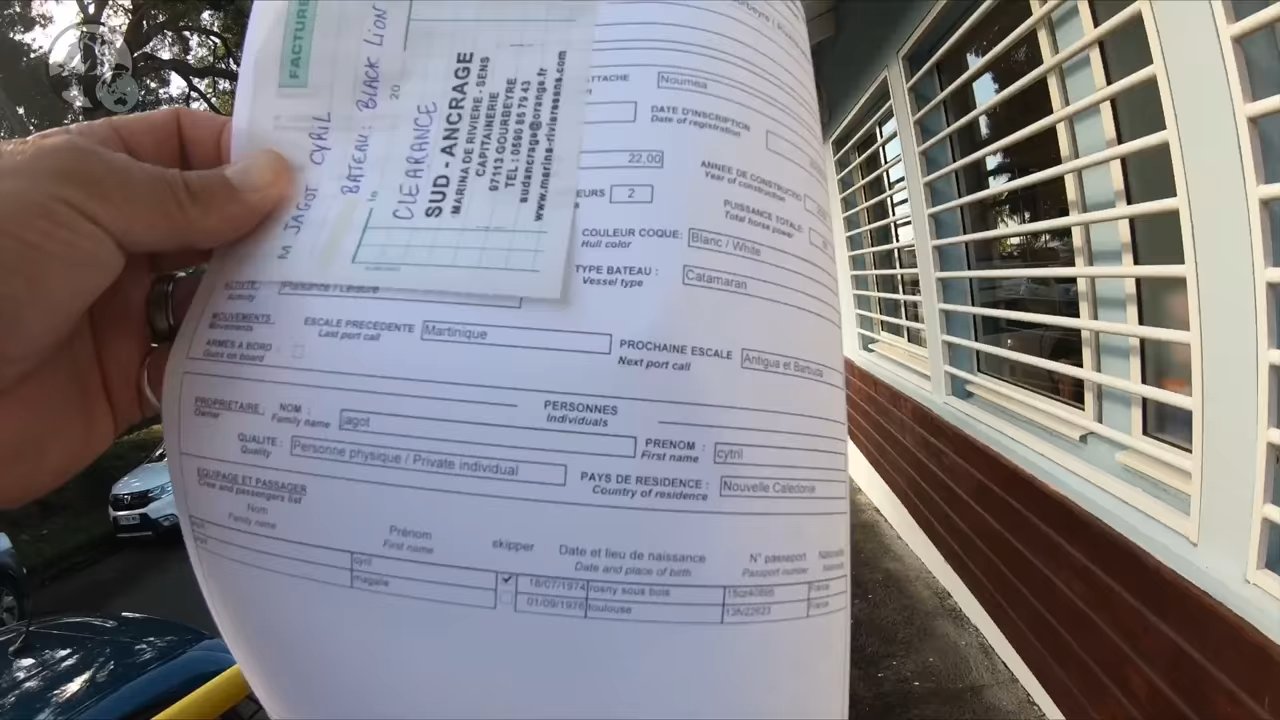 FACTURE
M JAGOT CYRIL
BATEAU: BLACK LION
le 20
CLEARANCE
SUD - ANCRAGE
MARINA DE RIVIERE - SENS
CAPITAINERIE
97113 GOURBEYRE
TEL : 0590 86 79 43
sudancrage@orange.fr
www.marina-rivieresens.com
Noumea
DATE D'INSCRIPTION
Date of registration
22,00
ANNEE DE CONSTRUCTION
Year of construction
2
PUISSANCE TOTALE:
Total horse power
COULEUR COQUE: Blanc / White
Hull color
TYPE BATEAU : Catamaran
Vessel type
Activity
Plaisance / Leisure
MOUVEMENTS
Movements
ESCALE PRECEDENTE Martinique
Last port call
PROCHAINE ESCALE Antigua et Barbuda
Next port call
ARMES A BORD
Guns on board
PERSONNES
Individuals
PROPRIETAIRE: NOM : jagot
Owner Family name
PRENOM : cytril
First name
QUALITE : Personne physique / Private individual
Quality
PAYS DE RESIDENCE : Nouvelle Caledonie
Country of residence
EQUIPAGE ET PASSAGER
Crew and passengers list
Nom
Family name
Prénom
First name
skipper
Date et lieu de naissance
Date and place of birth
N° passeport
Passport number
cyril 18/07/1974 rosny sous bois France
magalie 01/09/1976 toulouse France